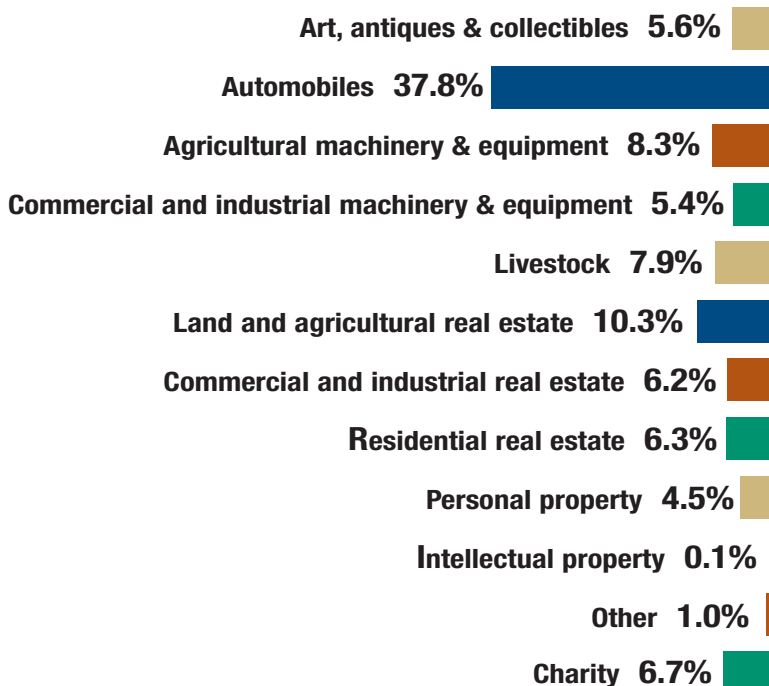 Art, antiques & collectibles 5.6%
Automobiles 37.8%
Agricultural machinery & equipment 8.3%
Commercial and industrial machinery & equipment 5.4%
Livestock 7.9%
Land and agricultural real estate 10.3%
Commercial and industrial real estate 6.2%
Residential real estate 6.3%
Personal property 4.5%
Intellectual property 0.1%
Other 1.0%
Charity 6.7%